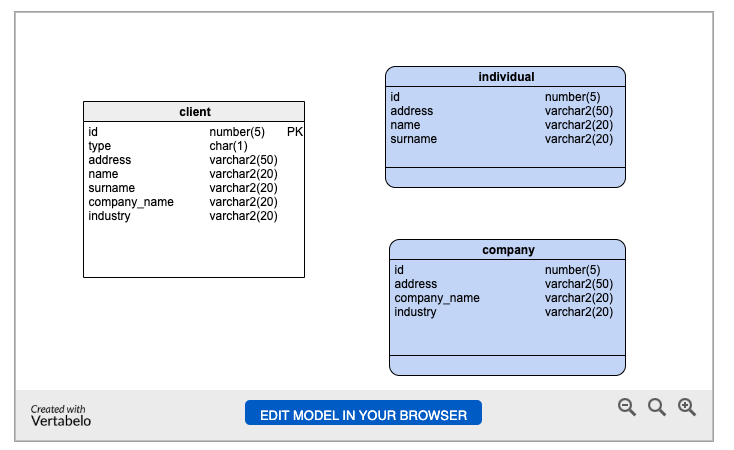 client
id number(5) PK
type char(1)
address varchar2(50)
name varchar2(20)
surname varchar2(20)
company_name varchar2(20)
industry varchar2(20)
individual
id number(5)
address varchar2(50)
name varchar2(20)
surname varchar2(20)
company
id number(5)
address varchar2(50)
company_name varchar2(20)
industry varchar2(20)
Created with
Vertabelo
EDIT MODEL IN YOUR BROWSER